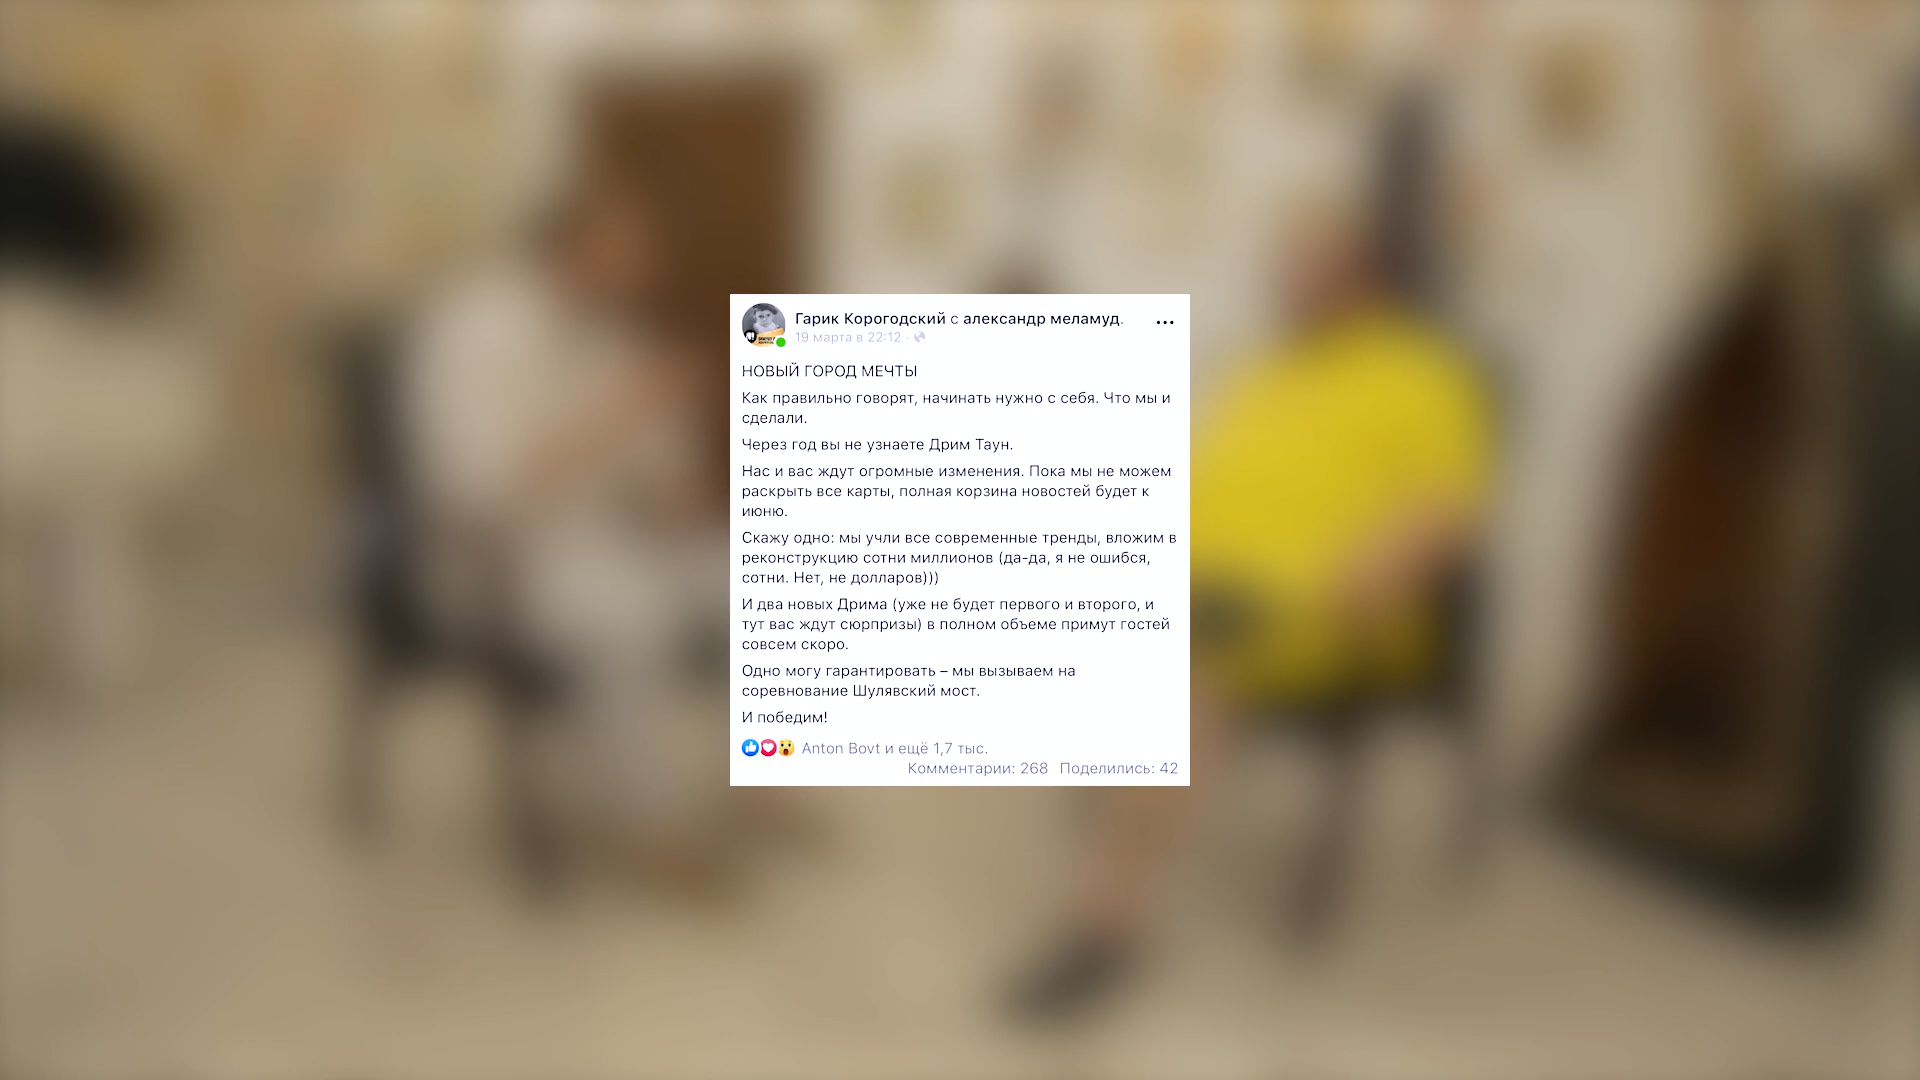 Гарик Корогодский с александр меламуд.
19 марта в 22:12 ·
НОВЫЙ ГОРОД МЕЧТЫ
Как правильно говорят, начинать нужно с себя. Что мы и
сделали.
Через год вы не узнаете Дрим Таун.
Нас и вас ждут огромные изменения. Пока мы не можем
раскрыть все карты, полная корзина новостей будет к
июню.
Скажу одно: мы учли все современные тренды, вложим в
реконструкцию сотни миллионов (да-да, я не ошибся,
сотни. Нет, не долларов)))
И два новых Дрима (уже не будет первого и второго, и
тут вас ждут сюрпризы) в полном объеме примут гостей
совсем скоро.
Одно могу гарантировать – мы вызываем на
соревнование Шулявский мост.
И победим!
Anton Bovt и ещё 1,7 тыс.
Комментарии: 268 Поделились: 42